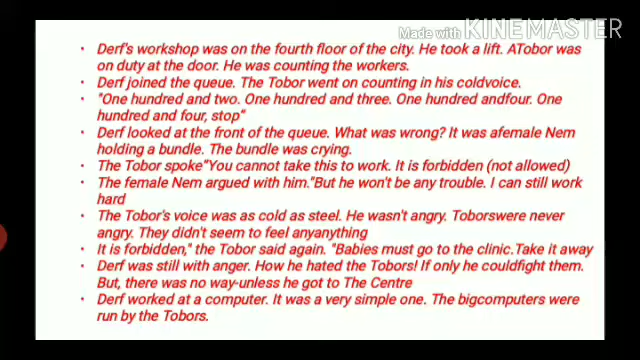 Made with KINEMASTER
• Derf's workshop was on the fourth floor of the city. He took a lift. ATobor was
on duty at the door. He was counting the workers.
• Derf joined the queue. The Tobor went on counting in his coldvoice.
• "One hundred and two. One hundred and three. One hundred andfour. One
hundred and four, stop"
• Derf looked at the front of the queue. What was wrong? It was afemale Nem
holding a bundle. The bundle was crying.
• The Tobor spoke"You cannot take this to work. It is forbidden (not allowed)
• The female Nem argued with him."But he won't be any trouble. I can still work
hard
• The Tobor's voice was as cold as steel. He wasn't angry. Toborswere never
angry. They didn't seem to feel anyanything
• It is forbidden," the Tobor said again. "Babies must go to the clinic.Take it away
• Derf was still with anger. How he hated the Tobors! If only he couldfight them.
But, there was no way-unless he got to The Centre
• Derf worked at a computer. It was a very simple one. The bigcomputers were
run by the Tobors.